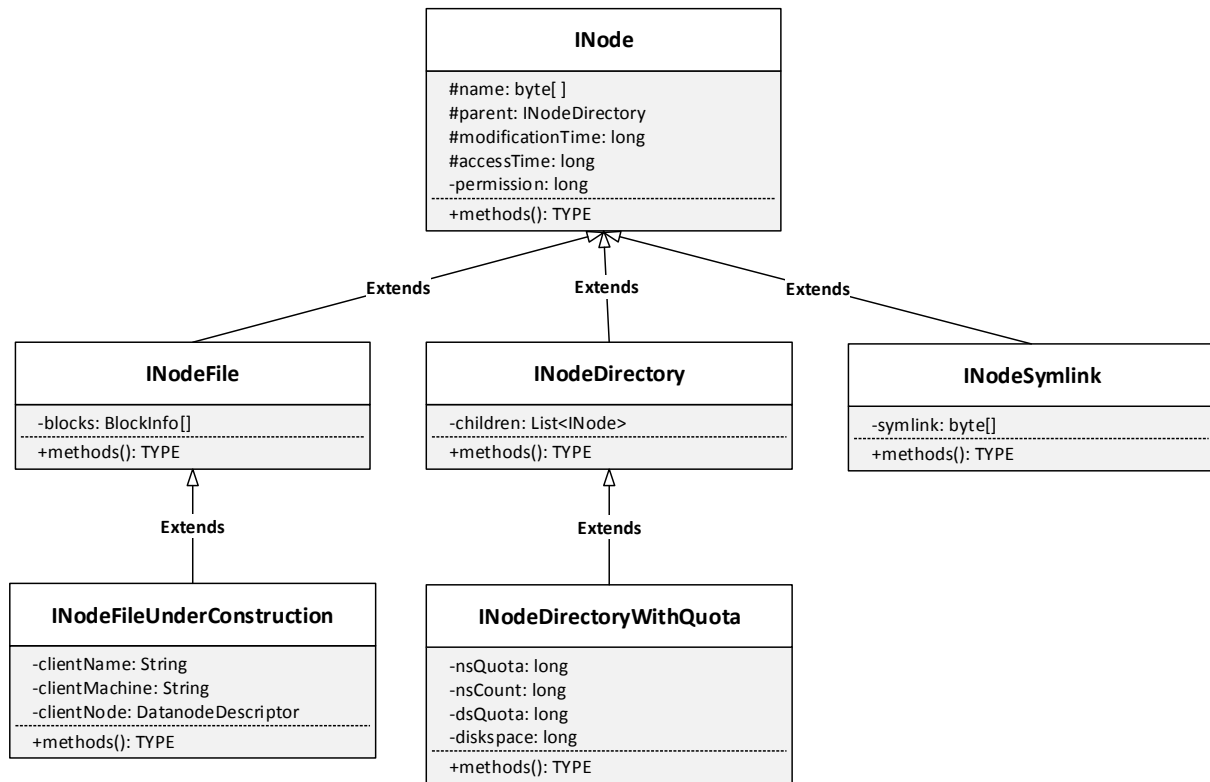 INode
#name: byte[ ]
#parent: INodeDirectory
#modificationTime: long
#accessTime: long
-permission: long
+methods(): TYPE
Extends
Extends
Extends
INodeFile
-blocks: BlockInfo[]
+methods(): TYPE
INodeDirectory
-children: List<INode>
+methods(): TYPE
INodeSymlink
-symlink: byte[]
+methods(): TYPE
Extends
Extends
INodeFileUnderConstruction
-clientName: String
-clientMachine: String
-clientNode: DatanodeDescriptor
+methods(): TYPE
INodeDirectoryWithQuota
-nsQuota: long
-nsCount: long
-dsQuota: long
-diskspace: long
+methods(): TYPE